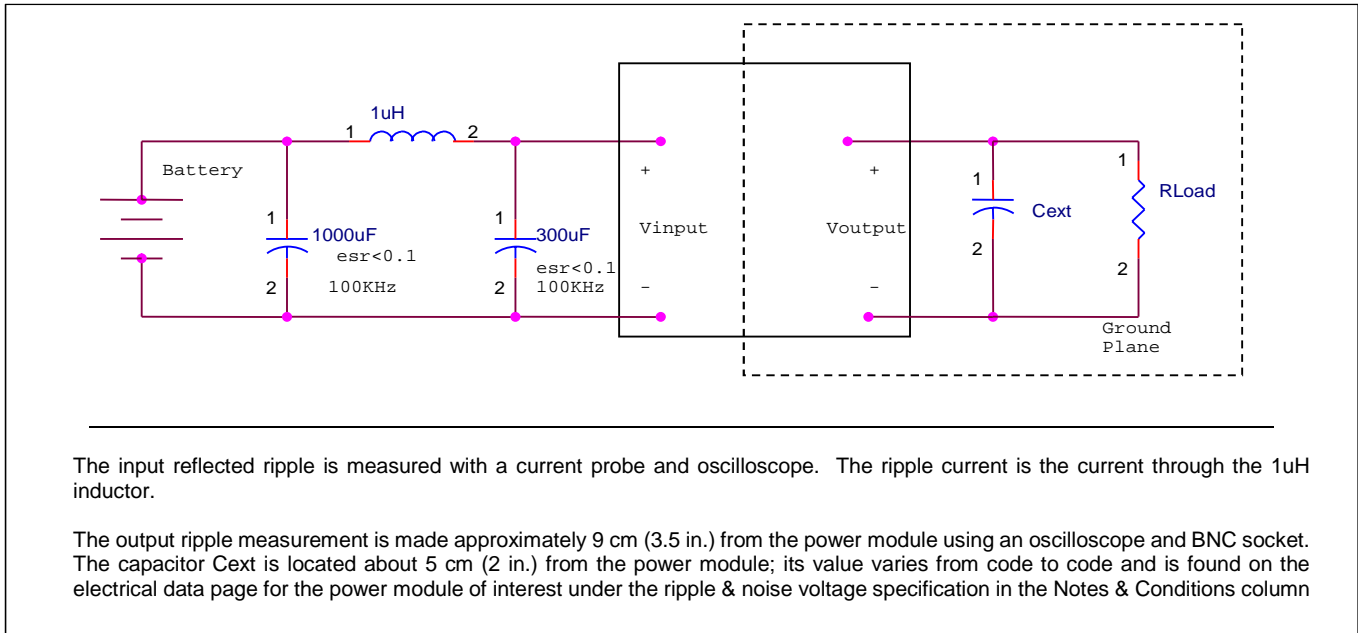 1uH
1 2
Battery
1
1000uF
esr<0.1
2 100KHz
1
300uF
esr<0.1
2 100KHz
+
Vinput
-
+
Voutput
-
1
Cext
2
1
RLoad
2
Ground
Plane
The input reflected ripple is measured with a current probe and oscilloscope. The ripple current is the current through the 1uH
inductor.
The output ripple measurement is made approximately 9 cm (3.5 in.) from the power module using an oscilloscope and BNC socket.
The capacitor Cext is located about 5 cm (2 in.) from the power module; its value varies from code to code and is found on the
electrical data page for the power module of interest under the ripple & noise voltage specification in the Notes & Conditions column